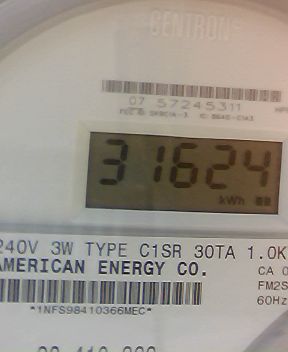 CENTRON
07 57245311
31624
kWh
240V 3W TYPE C1SR 30TA 1.0K
AMERICAN ENERGY CO.
CA 0
FM2S
60Hz
*1NFS98410366MEC*